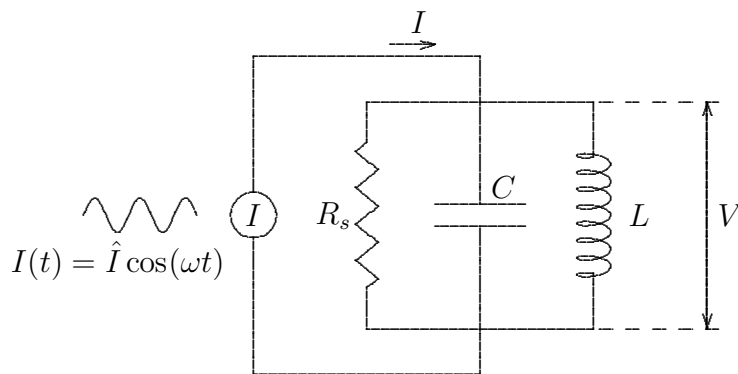 I
C
I
R_s
L
V
I(t) = Î cos(ωt)